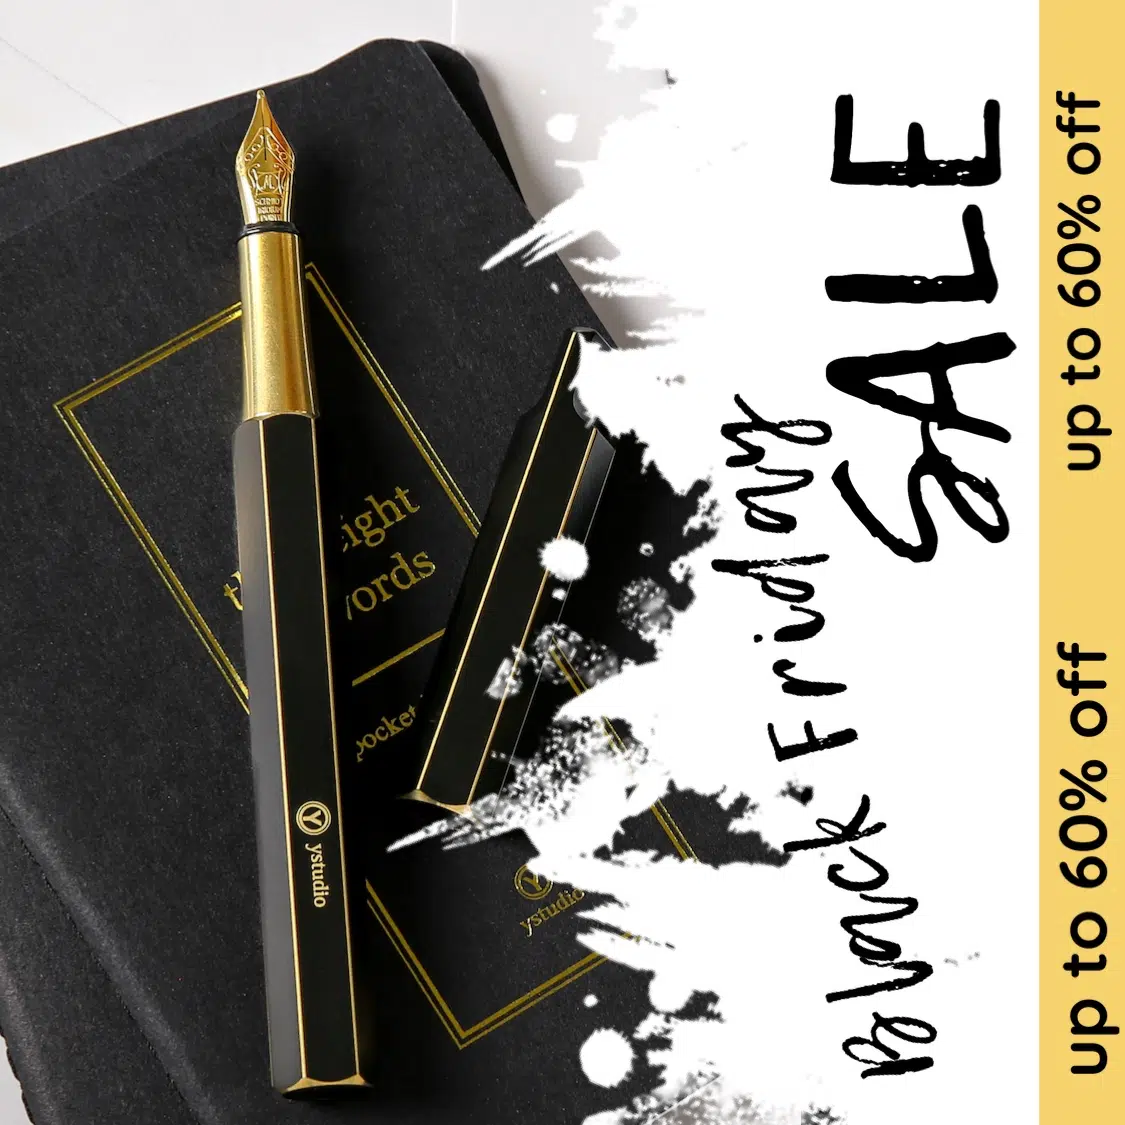 Black Friday
SALE
up to 60% off
up to 60% off
ystudio
words
pocket
ystudio